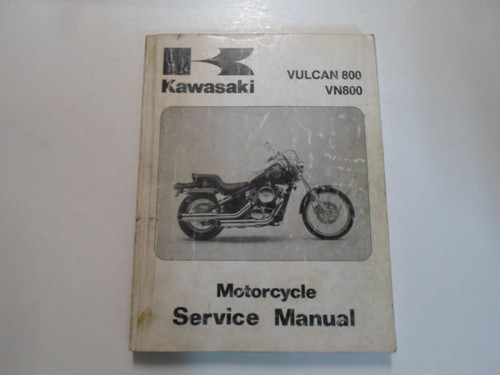 Kawasaki
VULCAN 800
VN800
Motorcycle
Service Manual